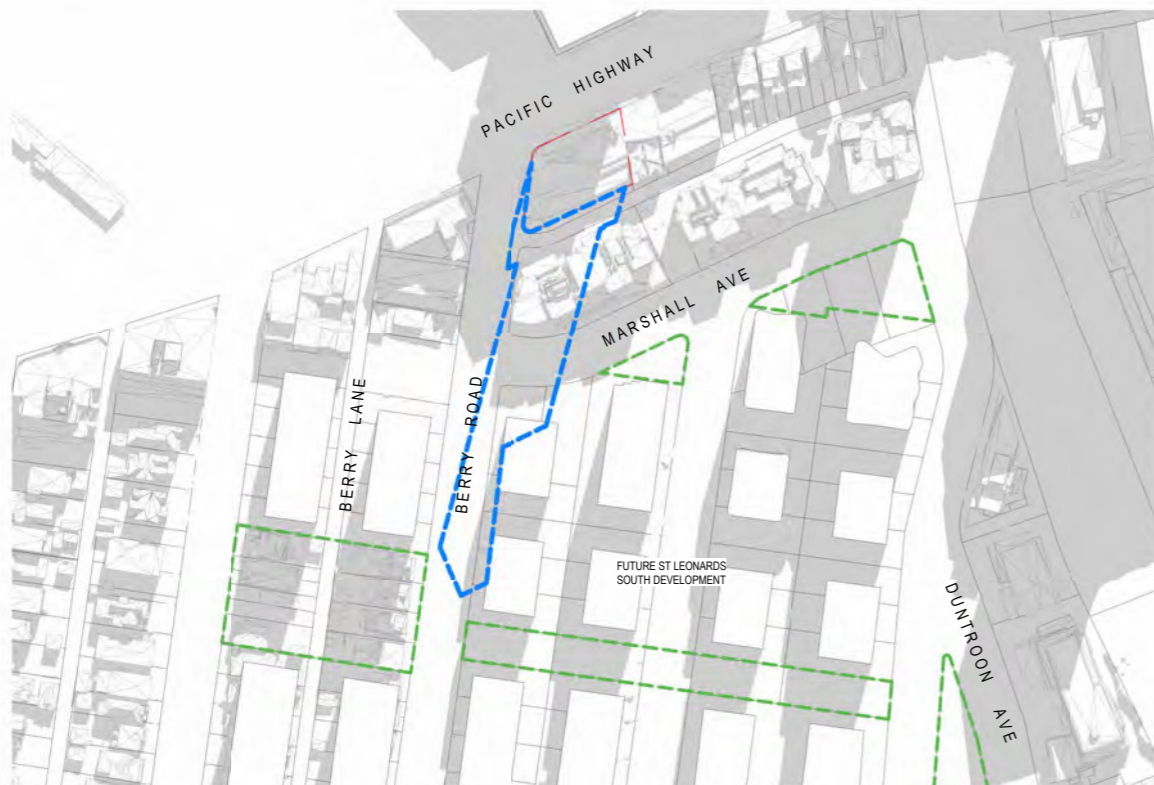 PACIFIC HIGHWAY
MARSHALL AVE
BERRY LANE
BERRY ROAD
FUTURE ST LEONARDS
SOUTH DEVELOPMENT
DUNTROON AVE